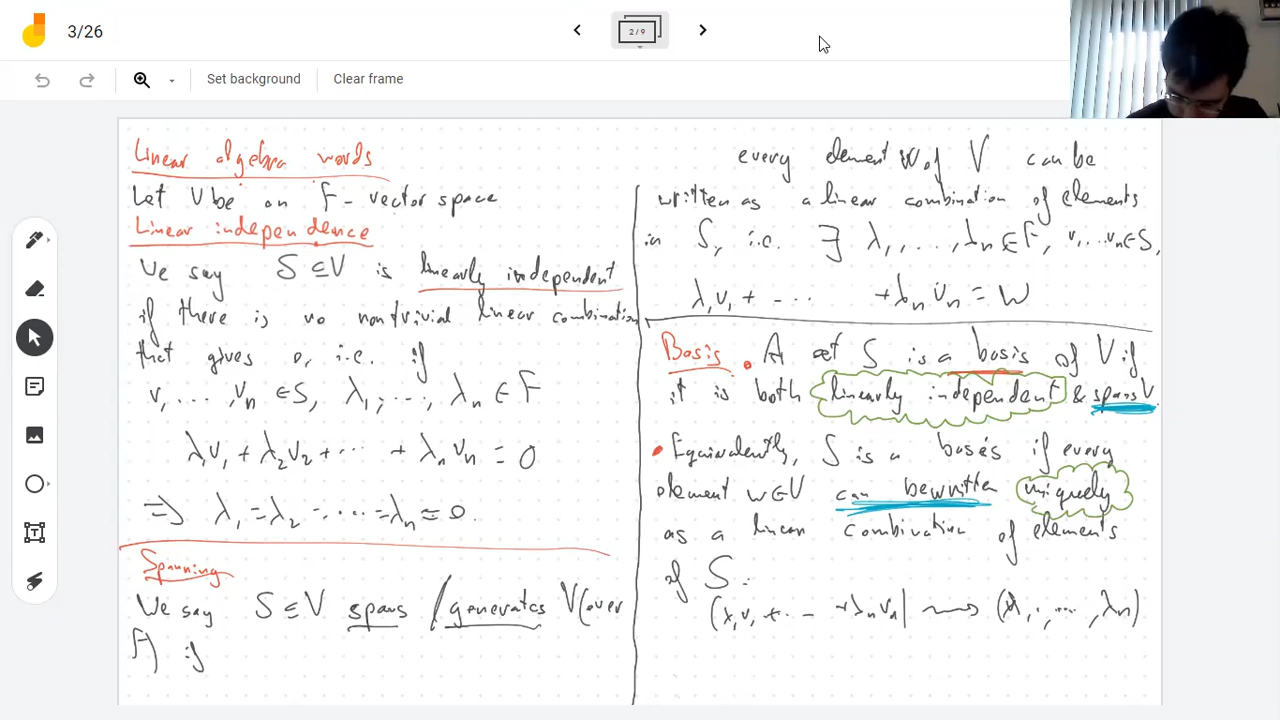 3/26
2/9
Set background
Clear frame
Linear algebra words
Let V be an F-vector space
Linear independence
We say S ⊆ V is linearly independent
if there is no nontrivial linear combination
that gives 0, i.e. if
v₁ ... , vₙ ∈ S, λ₁, ..., λₙ ∈ F
λ₁v₁ + λ₂v₂ + ... + λₙvₙ = 0
⇒ λ₁ = λ₂ = ... = λₙ = 0.
Spanning
We say S ⊆ V spans / generates V (over
F) if
every element w of V can be
written as a linear combination of elements
in S, i.e. ∃ λ₁, ..., λₙ ∈ F, v₁ ... vₙ ∈ S,
λ₁v₁ + ... + λₙvₙ = w
Basis • A set S is a basis of V if
it is both linearly independent & spans V.
• Equivalently, S is a basis if every
element w ∈ V can be written uniquely
as a linear combination of elements
of S.
(λ₁v₁ + ... + λₙvₙ) ⇝ (λ₁, ..., λₙ)